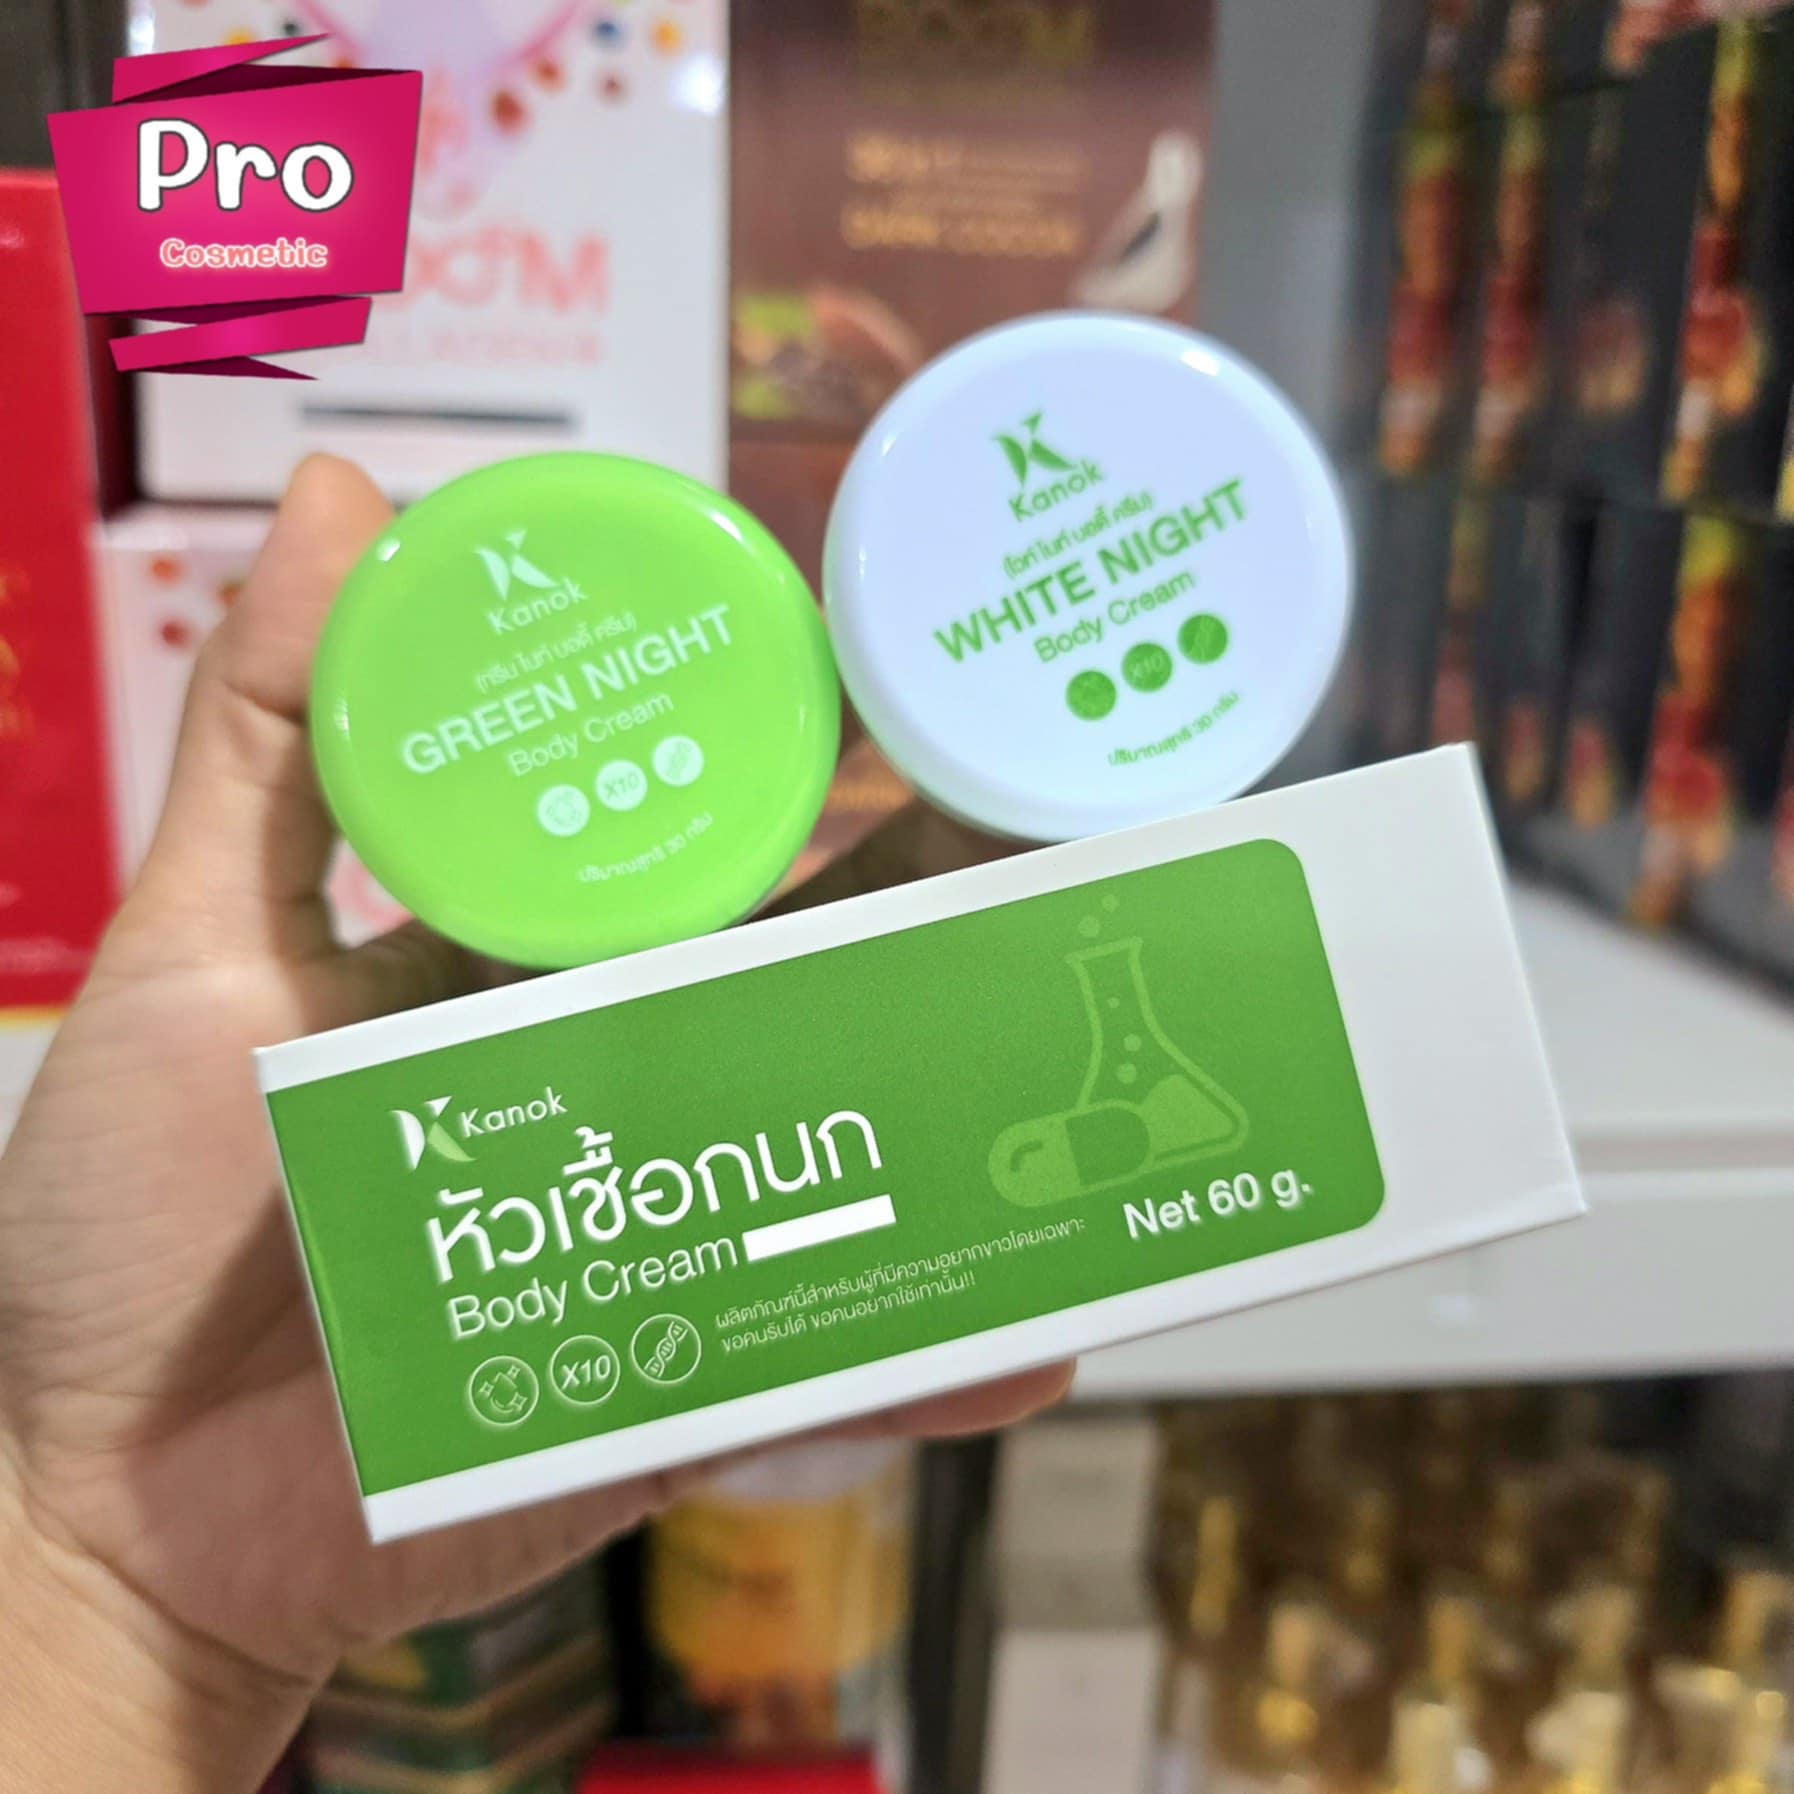 Pro
Cosmetic
Kanok
(กรีน ไนท์ บอดี้ ครีม)
GREEN NIGHT
Body Cream
X10
ปริมาณสุทธิ 30 กรัม
Kanok
(ไวท์ ไนท์ บอดี้ ครีม)
WHITE NIGHT
Body Cream
X10
ปริมาณสุทธิ 30 กรัม
Kanok
หัวเชื้อกนก
Body Cream
X10
ผลิตภัณฑ์นี้สำหรับผู้ที่มีความอยากขาวโดยเฉพาะ
ขอคนรับได้ ขอคนอยากใช้เท่านั้น!!
Net 60 g.
DARK COCOA